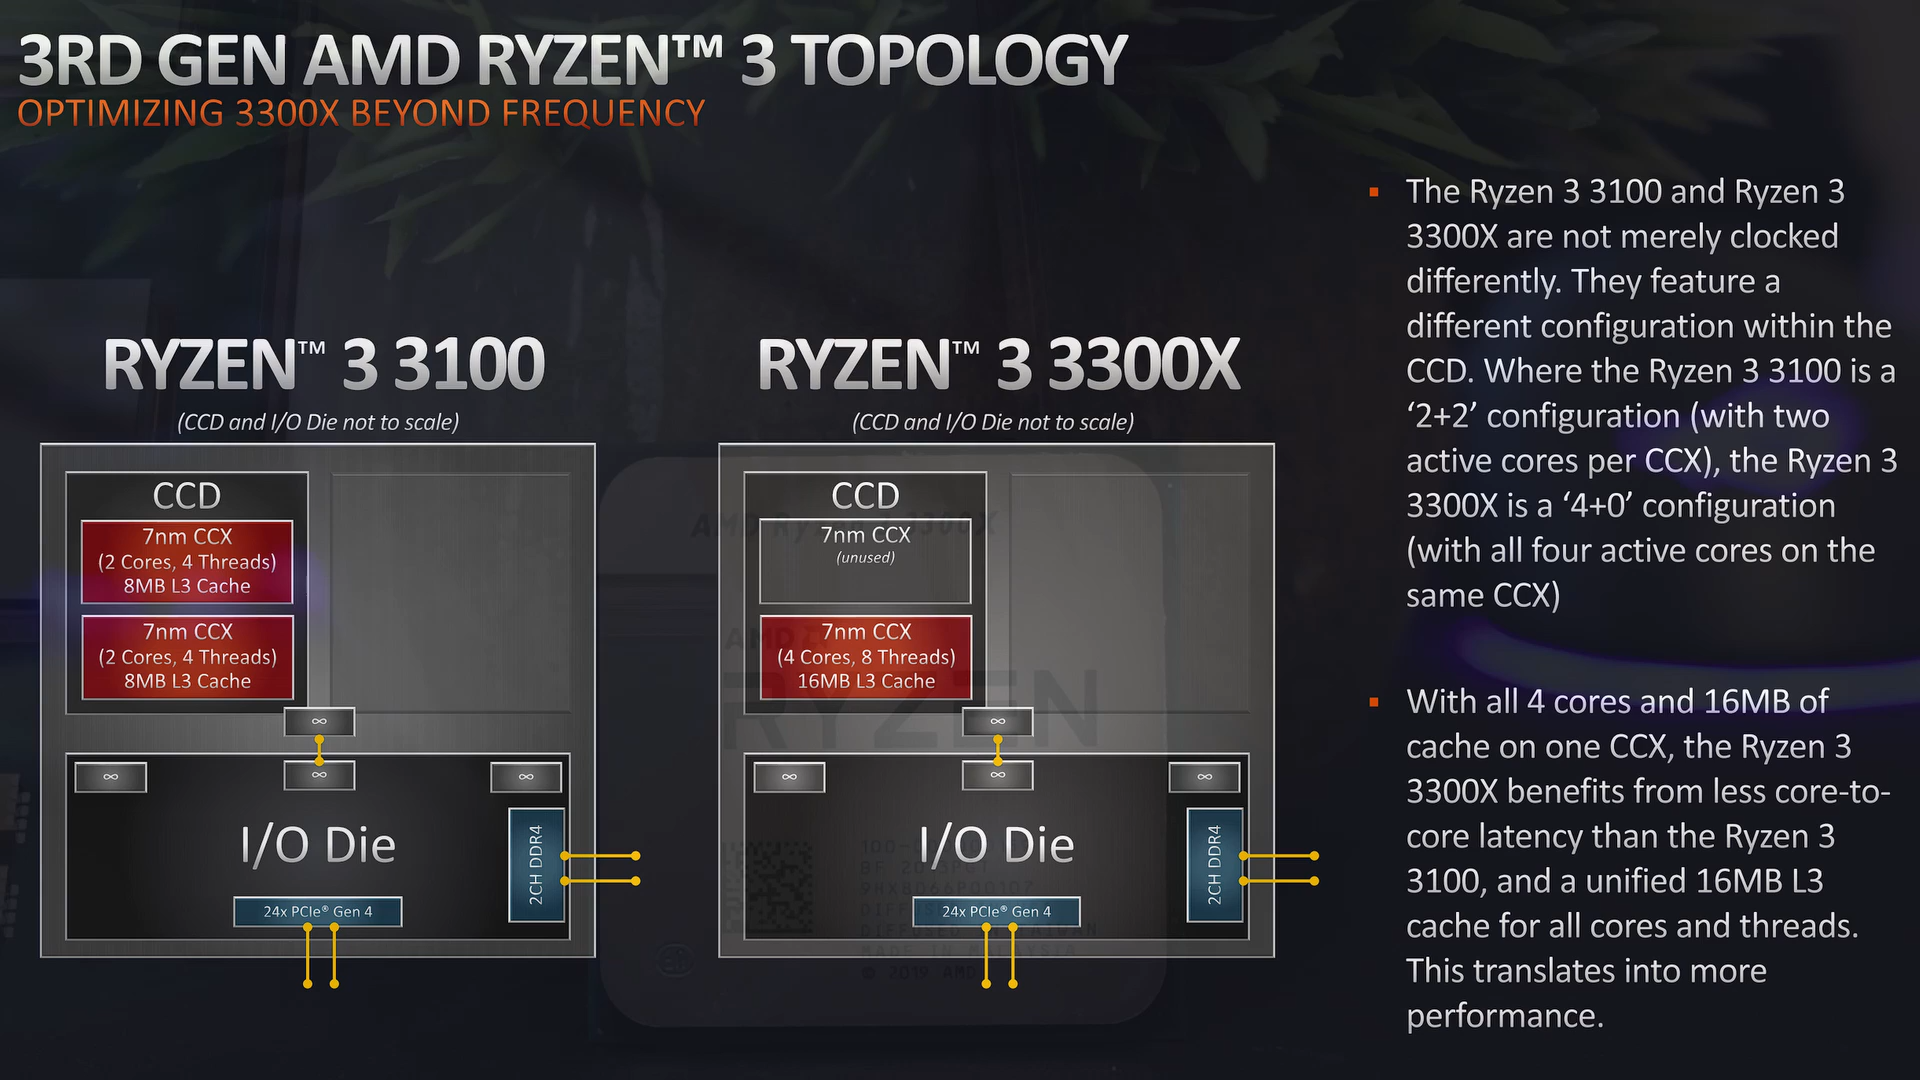 3RD GEN AMD RYZEN™ 3 TOPOLOGY
OPTIMIZING 3300X BEYOND FREQUENCY
RYZEN™ 3 3100
(CCD and I/O Die not to scale)
CCD
7nm CCX
(2 Cores, 4 Threads)
8MB L3 Cache
7nm CCX
(2 Cores, 4 Threads)
8MB L3 Cache
∞
∞
∞
∞
I/O Die
2CH DDR4
24x PCIe® Gen 4
RYZEN™ 3 3300X
(CCD and I/O Die not to scale)
CCD
7nm CCX
(unused)
7nm CCX
(4 Cores, 8 Threads)
16MB L3 Cache
∞
∞
∞
∞
I/O Die
2CH DDR4
24x PCIe® Gen 4
▪ The Ryzen 3 3100 and Ryzen 3
3300X are not merely clocked
differently. They feature a
different configuration within the
CCD. Where the Ryzen 3 3100 is a
‘2+2’ configuration (with two
active cores per CCX), the Ryzen 3
3300X is a ‘4+0’ configuration
(with all four active cores on the
same CCX)
▪ With all 4 cores and 16MB of
cache on one CCX, the Ryzen 3
3300X benefits from less core-to-
core latency than the Ryzen 3
3100, and a unified 16MB L3
cache for all cores and threads.
This translates into more
performance.
RYZEN
MADE IN MALAYSIA
© 2019 AMD